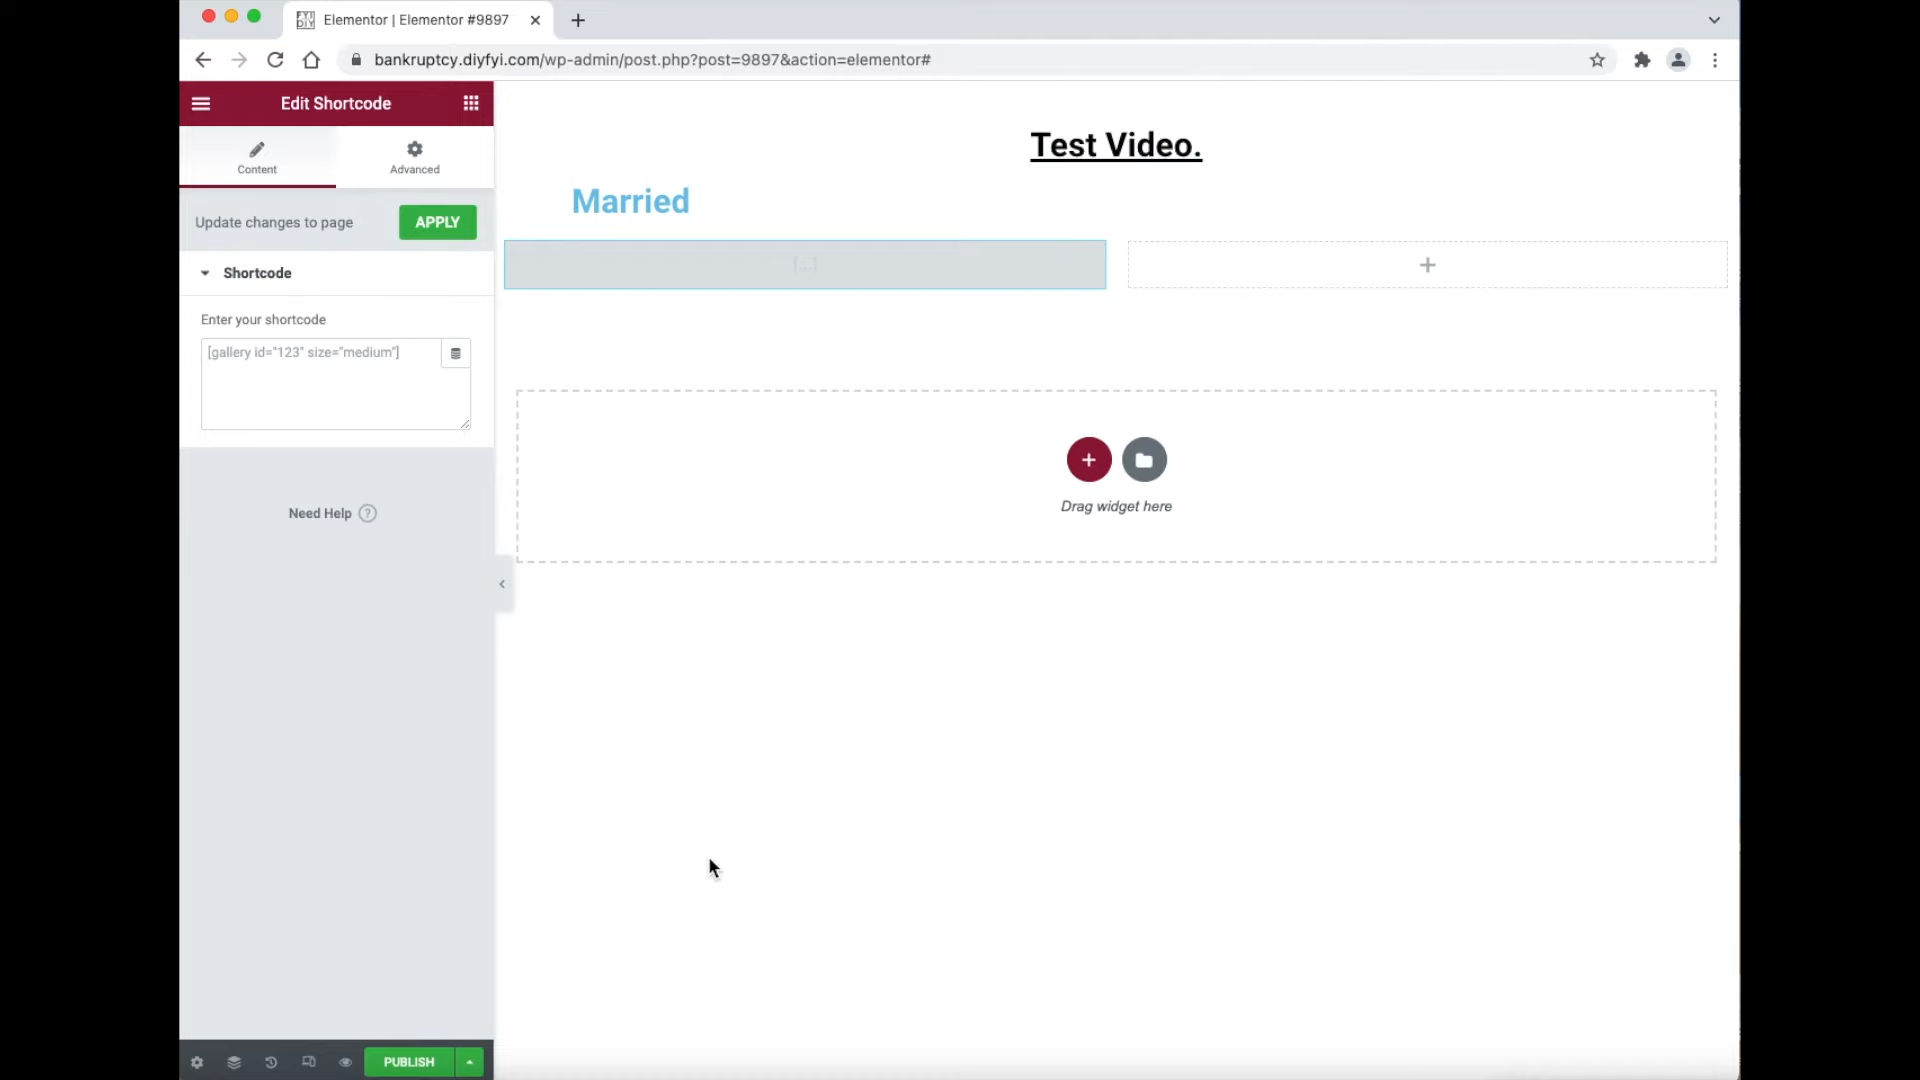 Elementor | Elementor #9897
bankruptcy.diyfyi.com/wp-admin/post.php?post=9897&action=elementor#
Edit Shortcode
Content
Advanced
Update changes to page
APPLY
Shortcode
Enter your shortcode
[gallery id="123" size="medium"]
Need Help ?
PUBLISH
Test Video.
Married
[...]
Drag widget here